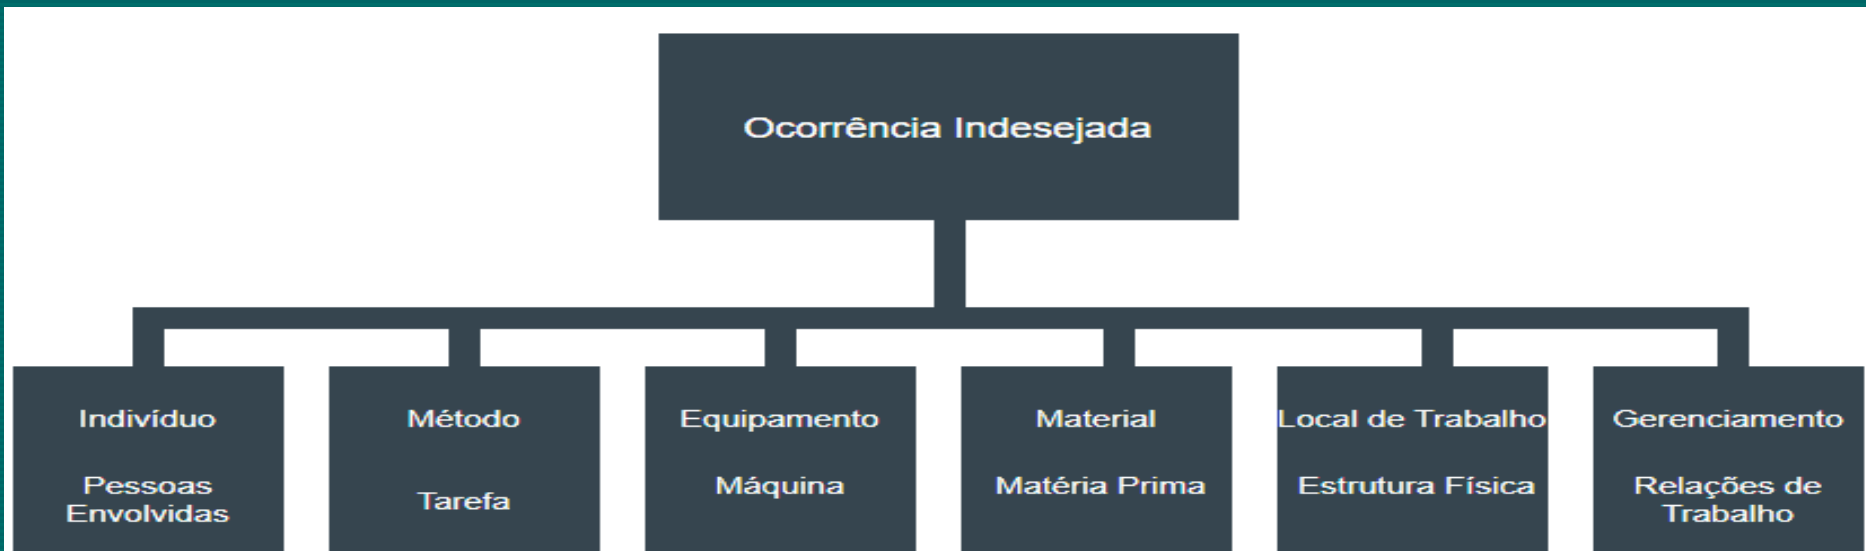 Ocorrência Indesejada
Indivíduo
Pessoas
Envolvidas
Método
Tarefa
Equipamento
Máquina
Material
Matéria Prima
Local de Trabalho
Estrutura Física
Gerenciamento
Relações de
Trabalho